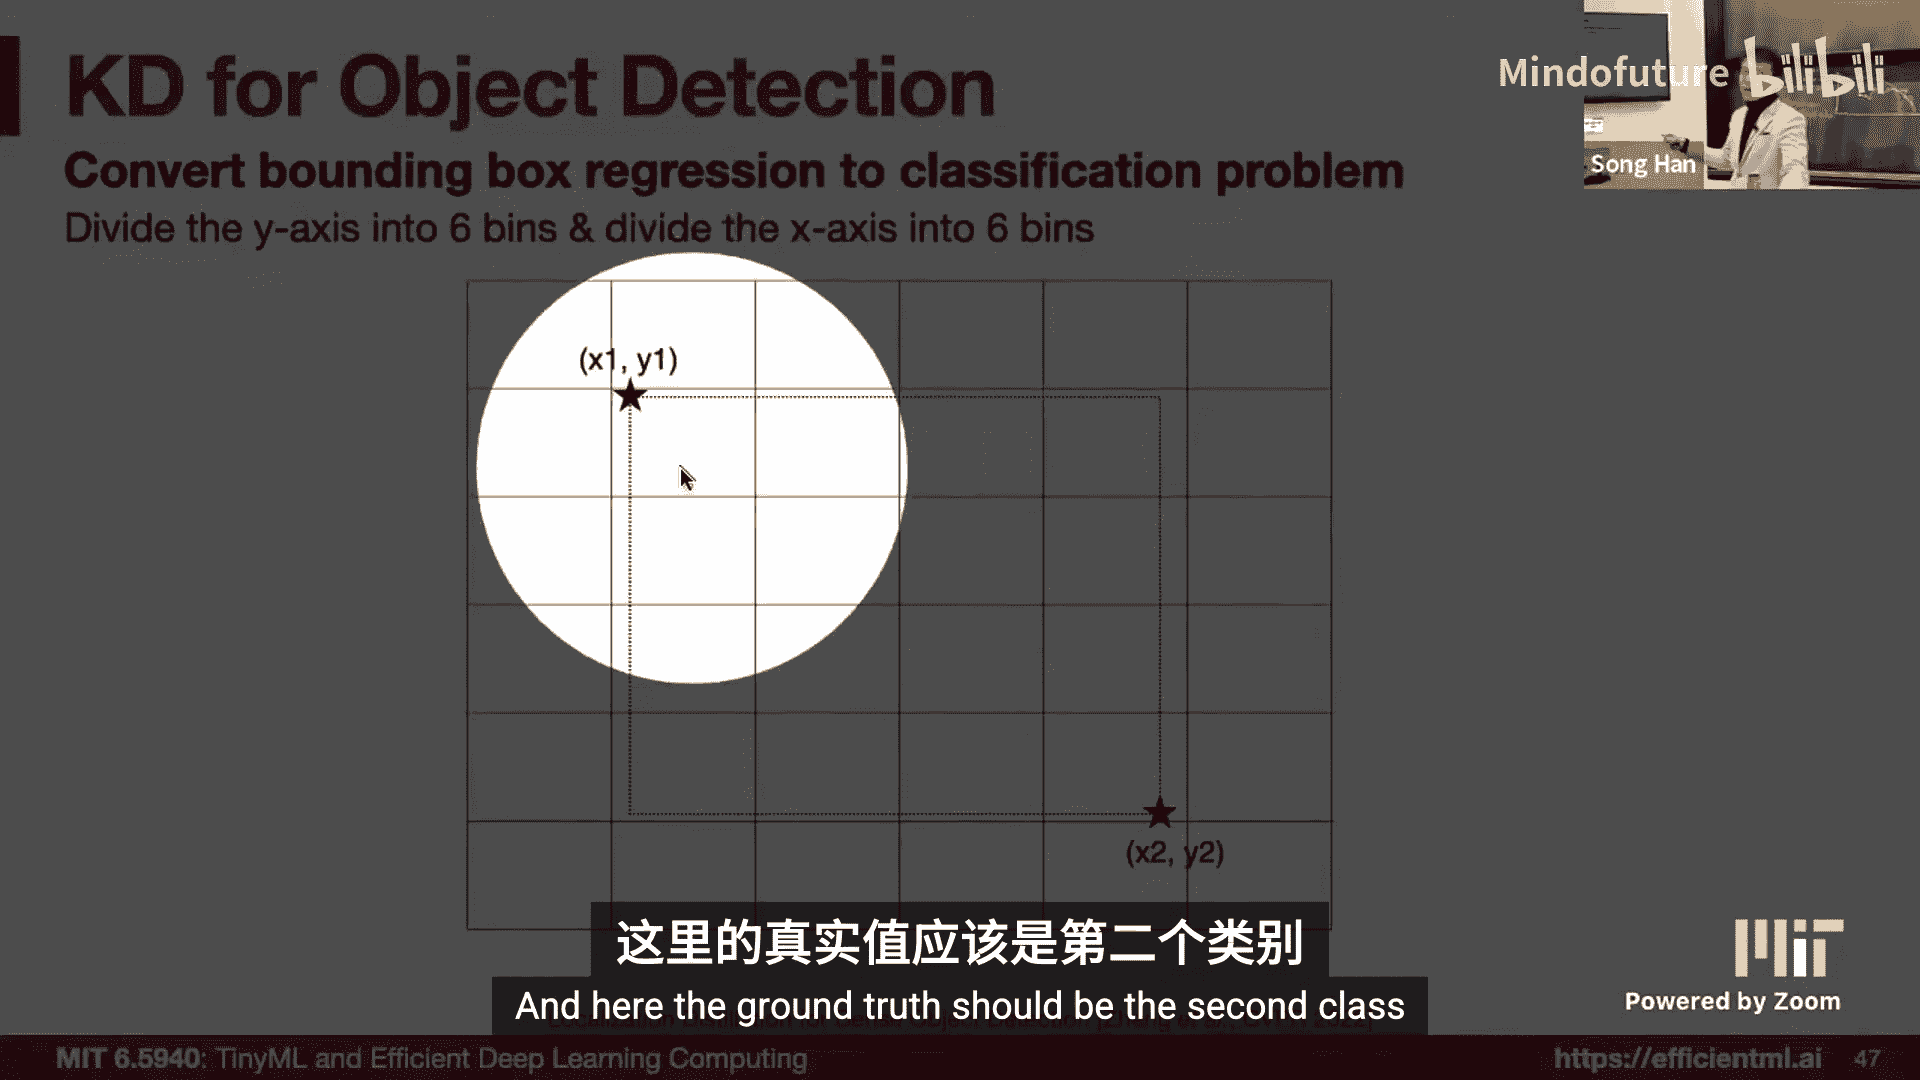 KD for Object Detection
Convert bounding box regression to classification problem
Divide the y-axis into 6 bins & divide the x-axis into 6 bins
Mindofuture bilibili
Song Han
(x1, y1)
(x2, y2)
这里的真实值应该是第二个类别
And here the ground truth should be the second class
MIT
Powered by Zoom
MIT 6.5940: TinyML and Efficient Deep Learning Computing
https://efficientml.ai
47